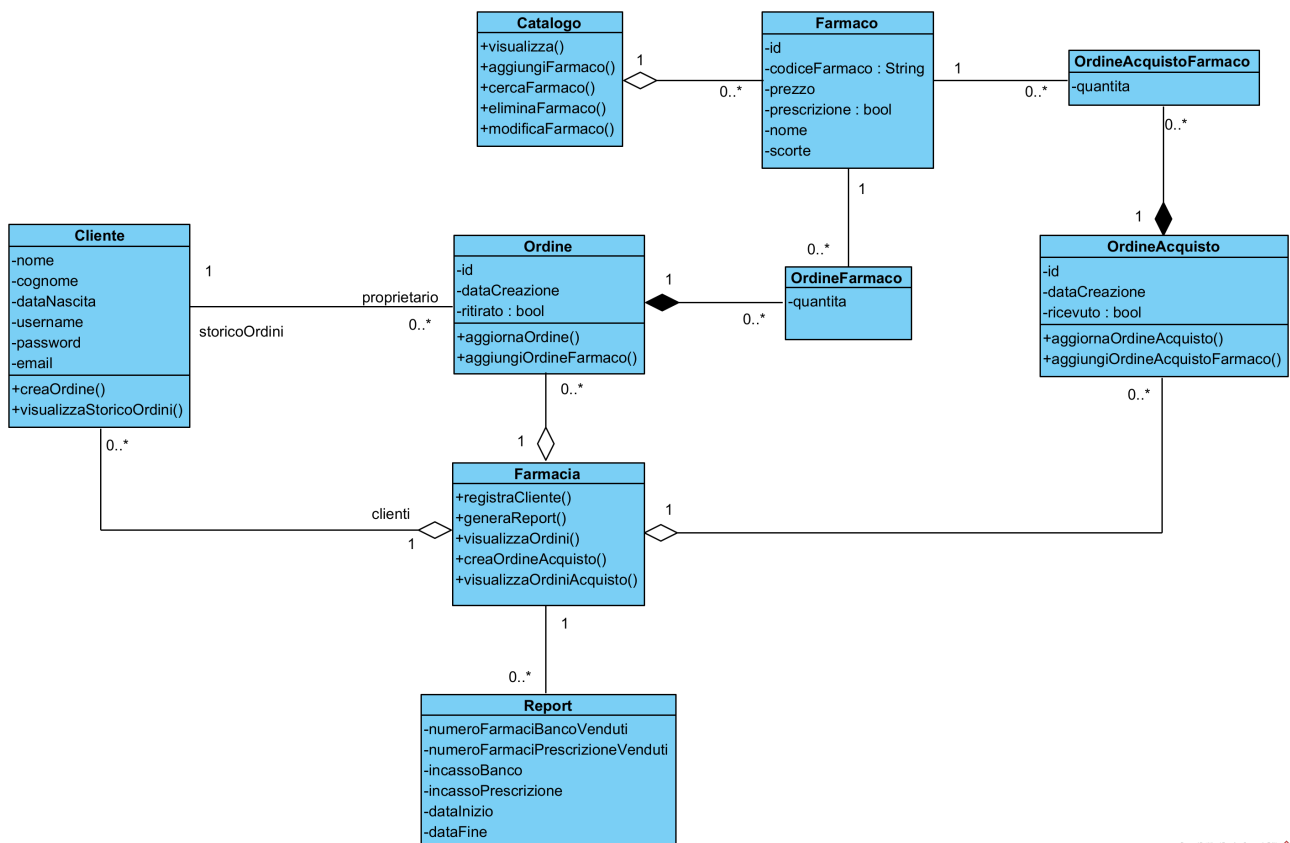 Catalogo
+visualizza()
+aggiungiFarmaco()
+cercaFarmaco()
+eliminaFarmaco()
+modificaFarmaco()
1
0..*
Farmaco
-id
-codiceFarmaco : String
-prezzo
-prescrizione : bool
-nome
-scorte
1
0..*
OrdineAcquistoFarmaco
-quantita
0..*
1
1
0..*
Cliente
-nome
-cognome
-dataNascita
-username
-password
-email
+creaOrdine()
+visualizzaStoricoOrdini()
1
storicoOrdini
proprietario
0..*
Ordine
-id
-dataCreazione
-ritirato : bool
+aggiornaOrdine()
+aggiungiOrdineFarmaco()
1
0..*
OrdineFarmaco
-quantita
OrdineAcquisto
-id
-dataCreazione
-ricevuto : bool
+aggiornaOrdineAcquisto()
+aggiungiOrdineAcquistoFarmaco()
0..*
0..*
1
0..*
clienti
1
Farmacia
+registraCliente()
+generaReport()
+visualizzaOrdini()
+creaOrdineAcquisto()
+visualizzaOrdiniAcquisto()
1
1
0..*
Report
-numeroFarmaciBancoVenduti
-numeroFarmaciPrescrizioneVenduti
-incassoBanco
-incassoPrescrizione
-dataInizio
-dataFine